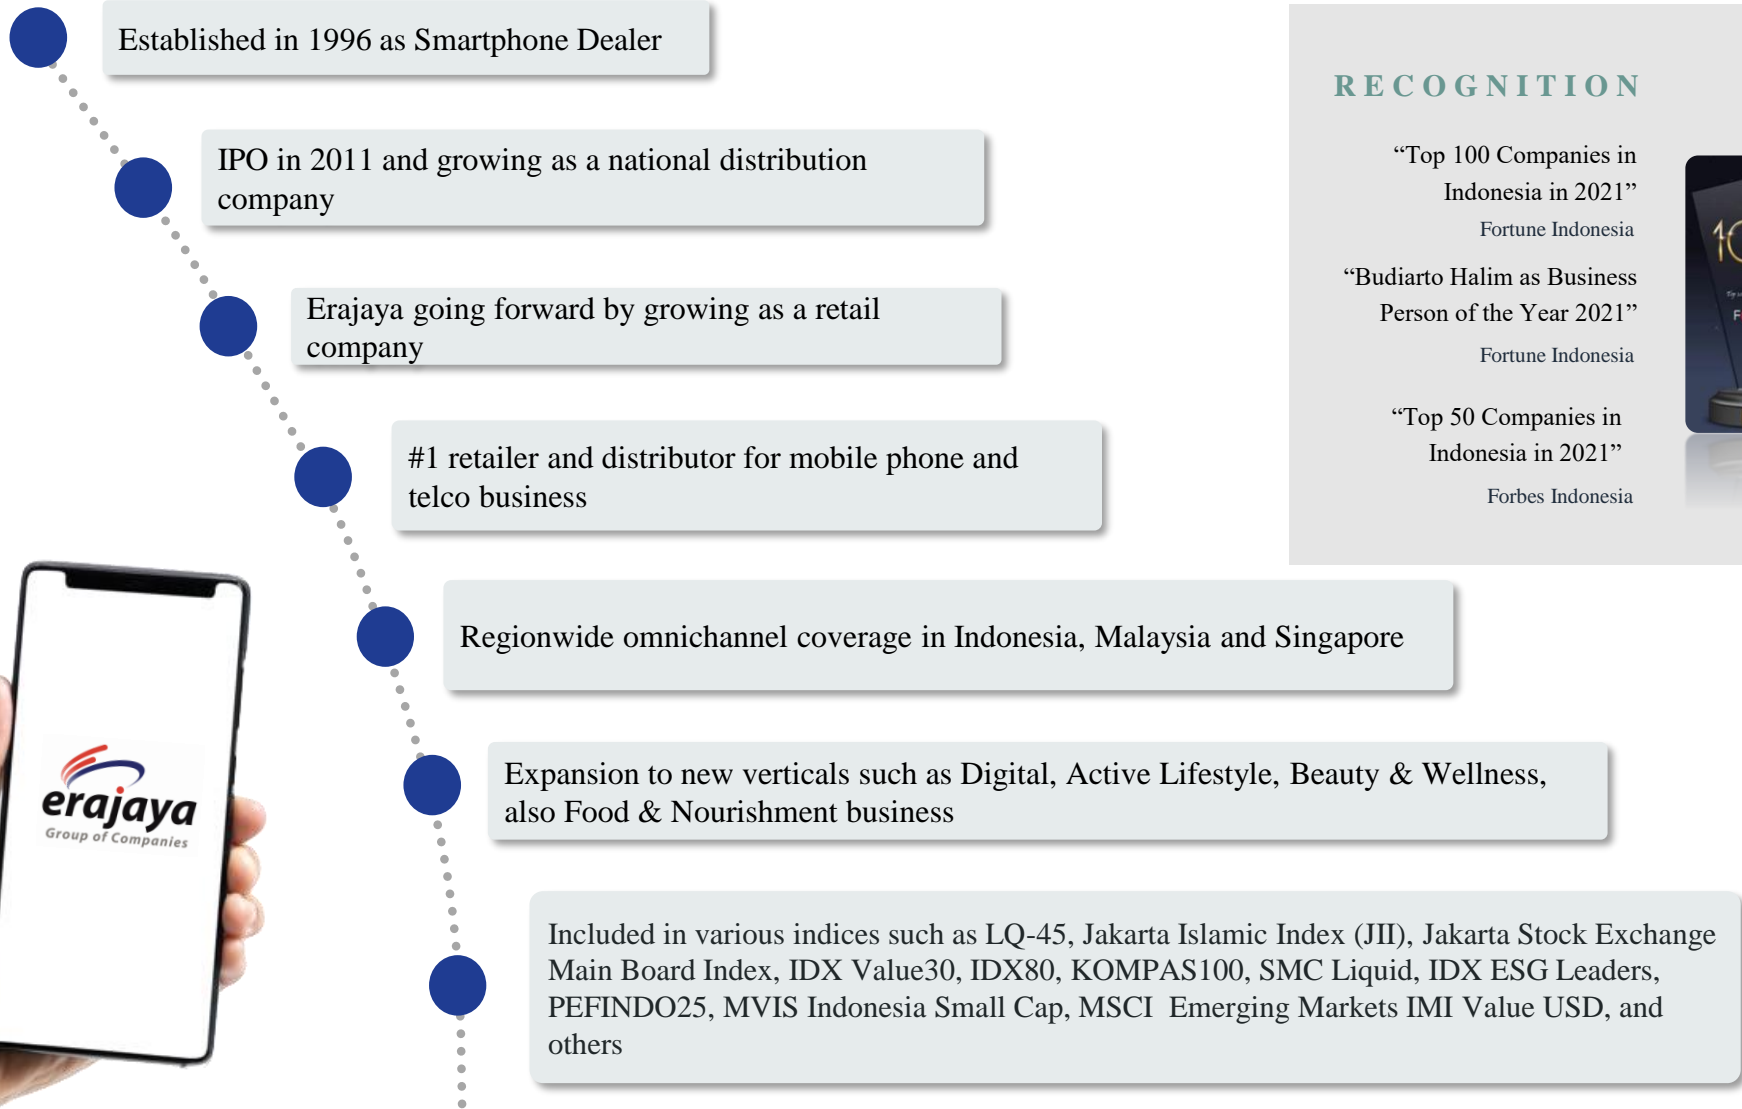 Established in 1996 as Smartphone Dealer
IPO in 2011 and growing as a national distribution
company
Erajaya going forward by growing as a retail
company
#1 retailer and distributor for mobile phone and
telco business
Regionwide omnichannel coverage in Indonesia, Malaysia and Singapore
Expansion to new verticals such as Digital, Active Lifestyle, Beauty & Wellness,
also Food & Nourishment business
Included in various indices such as LQ-45, Jakarta Islamic Index (JII), Jakarta Stock Exchange
Main Board Index, IDX Value30, IDX80, KOMPAS100, SMC Liquid, IDX ESG Leaders,
PEFINDO25, MVIS Indonesia Small Cap, MSCI Emerging Markets IMI Value USD, and
others
RECOGNITION
“Top 100 Companies in
Indonesia in 2021”
Fortune Indonesia
“Budiarto Halim as Business
Person of the Year 2021”
Fortune Indonesia
“Top 50 Companies in
Indonesia in 2021”
Forbes Indonesia
erajaya
Group of Companies